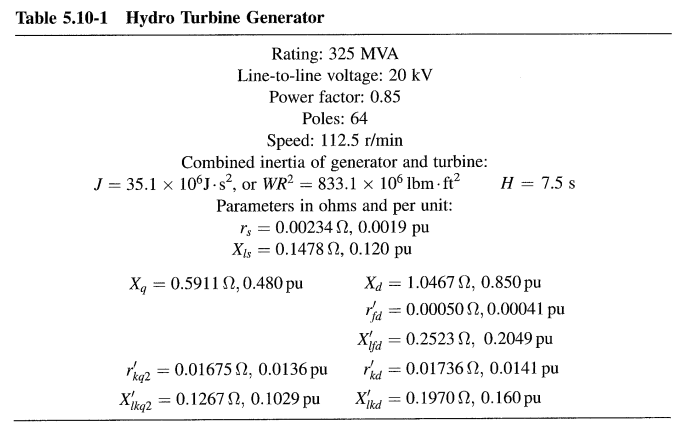 Table 5.10-1 Hydro Turbine Generator
Rating: 325 MVA
Line-to-line voltage: 20 kV
Power factor: 0.85
Poles: 64
Speed: 112.5 r/min
Combined inertia of generator and turbine:
J = 35.1 × 10⁶J·s², or WR² = 833.1 × 10⁶ lbm·ft² H = 7.5 s
Parameters in ohms and per unit:
rₛ = 0.00234 Ω, 0.0019 pu
Xₗₛ = 0.1478 Ω, 0.120 pu
X_q = 0.5911 Ω, 0.480 pu X_d = 1.0467 Ω, 0.850 pu
r′_fd = 0.00050 Ω, 0.00041 pu
X′_lfd = 0.2523 Ω, 0.2049 pu
r′_kq2 = 0.01675 Ω, 0.0136 pu r′_kd = 0.01736 Ω, 0.0141 pu
X′_lkq2 = 0.1267 Ω, 0.1029 pu X′_lkd = 0.1970 Ω, 0.160 pu